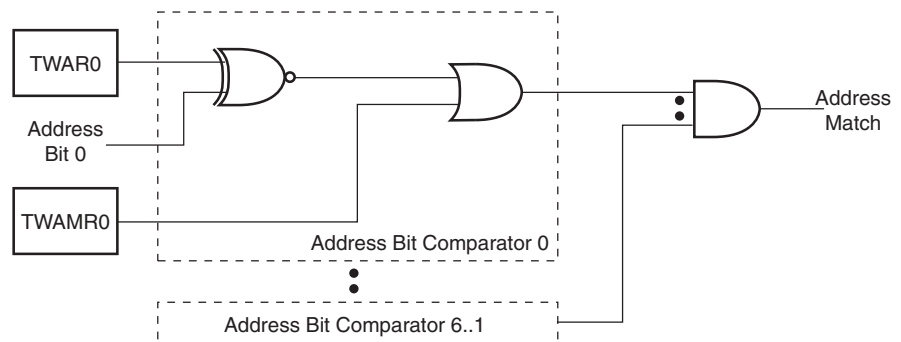 TWAR0
Address
Bit 0
TWAMR0
Address Bit Comparator 0
Address
Match
Address Bit Comparator 6..1